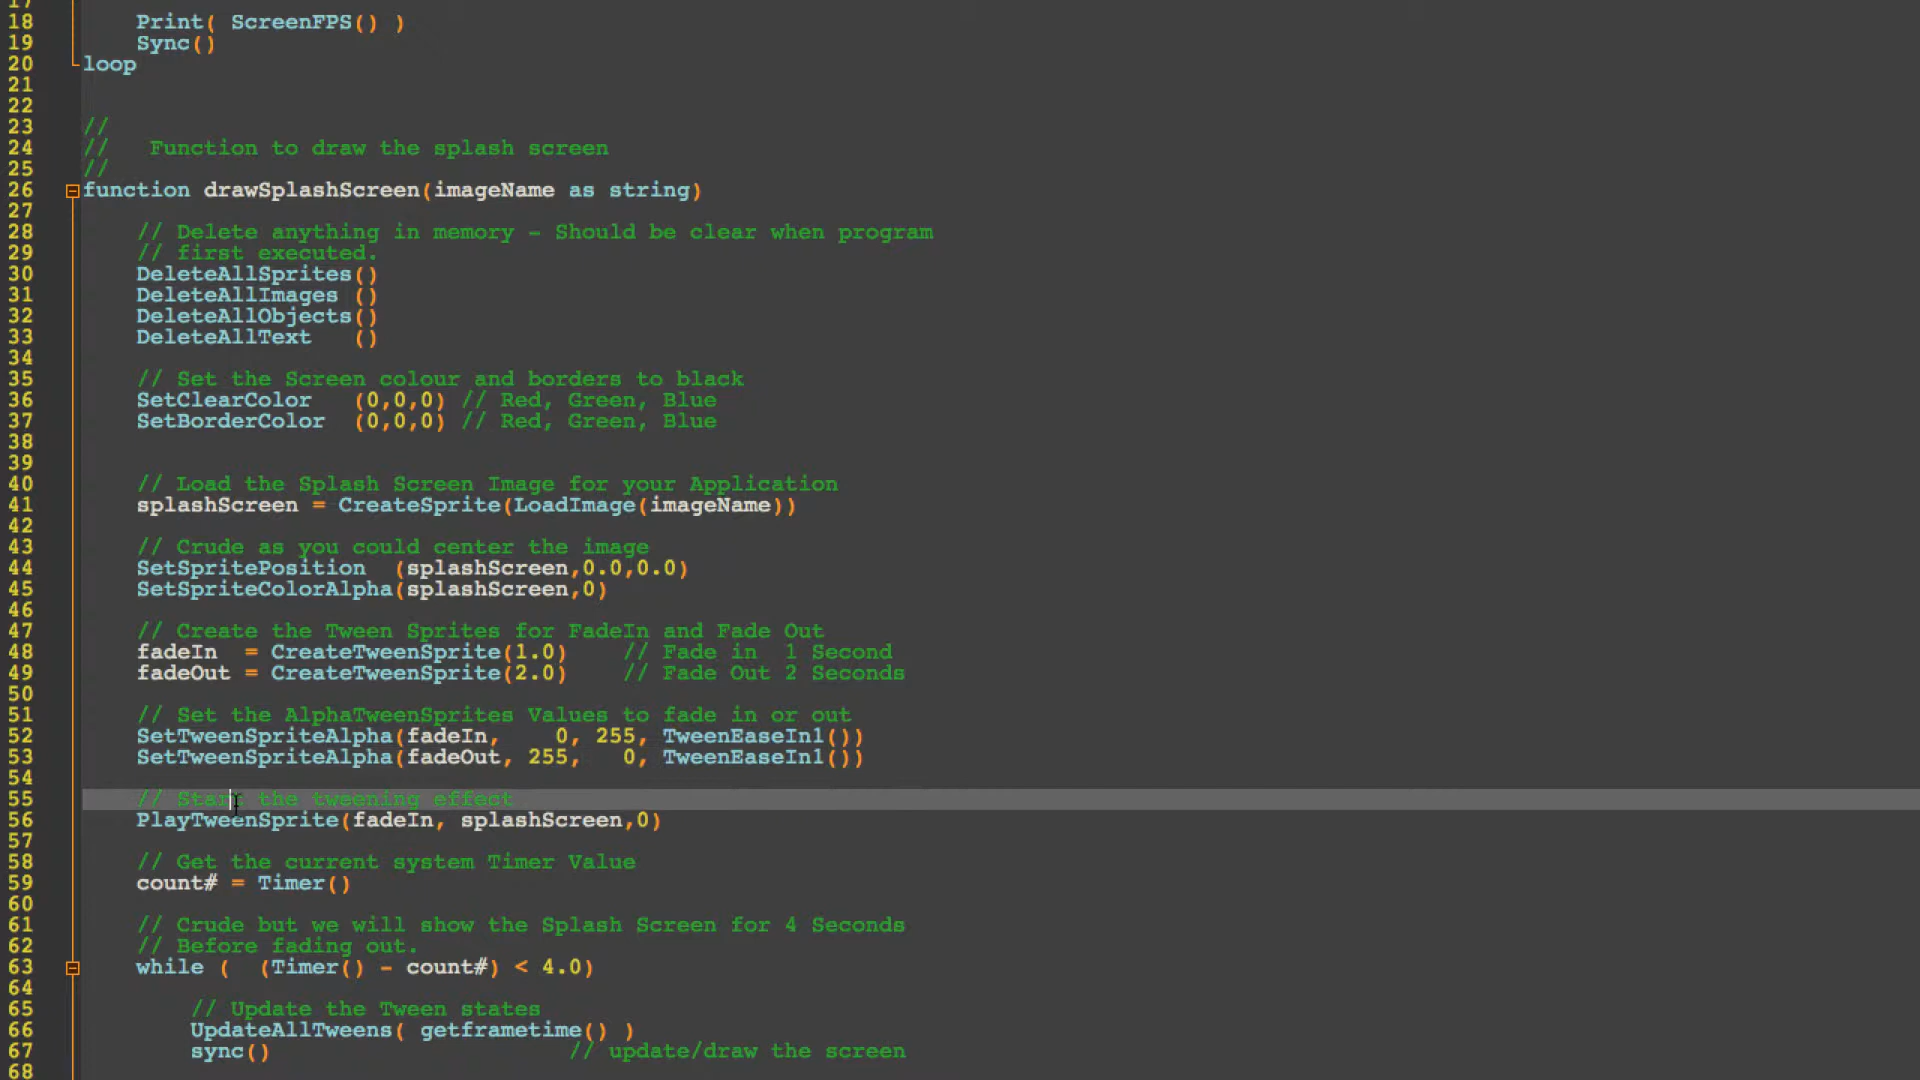 17
18 Print( ScreenFPS() )
19 Sync()
20 loop
21
22
23 //
24 // Function to draw the splash screen
25 //
26 function drawSplashScreen(imageName as string)
27
28 // Delete anything in memory - Should be clear when program
29 // first executed.
30 DeleteAllSprites()
31 DeleteAllImages ()
32 DeleteAllObjects()
33 DeleteAllText ()
34
35 // Set the Screen colour and borders to black
36 SetClearColor (0,0,0) // Red, Green, Blue
37 SetBorderColor (0,0,0) // Red, Green, Blue
38
39
40 // Load the Splash Screen Image for your Application
41 splashScreen = CreateSprite(LoadImage(imageName))
42
43 // Crude as you could center the image
44 SetSpritePosition (splashScreen,0.0,0.0)
45 SetSpriteColorAlpha(splashScreen,0)
46
47 // Create the Tween Sprites for FadeIn and Fade Out
48 fadeIn = CreateTweenSprite(1.0) // Fade in 1 Second
49 fadeOut = CreateTweenSprite(2.0) // Fade Out 2 Seconds
50
51 // Set the AlphaTweenSprites Values to fade in or out
52 SetTweenSpriteAlpha(fadeIn, 0, 255, TweenEaseIn1())
53 SetTweenSpriteAlpha(fadeOut, 255, 0, TweenEaseIn1())
54
55 // Start the tweening effect
56 PlayTweenSprite(fadeIn, splashScreen,0)
57
58 // Get the current system Timer Value
59 count# = Timer()
60
61 // Crude but we will show the Splash Screen for 4 Seconds
62 // Before fading out.
63 while ( (Timer() - count#) < 4.0)
64
65 // Update the Tween states
66 UpdateAllTweens( getframetime() )
67 sync() // update/draw the screen
68